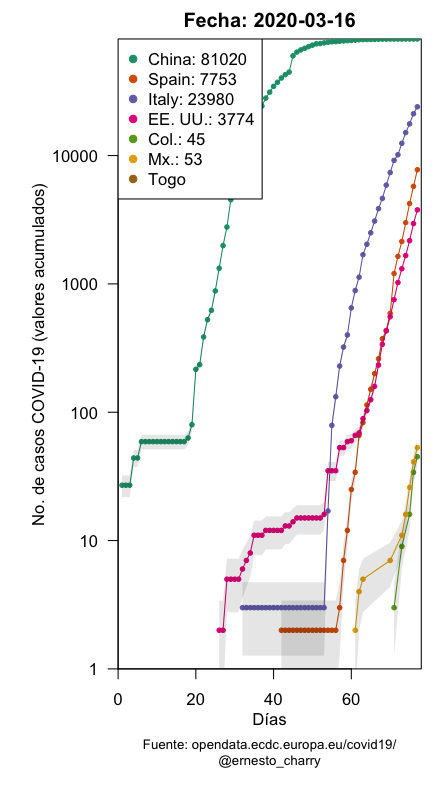 Fecha: 2020-03-16
China: 81020
Spain: 7753
Italy: 23980
EE. UU.: 3774
Col.: 45
Mx.: 53
Togo
No. de casos COVID-19 (valores acumulados)
10000
1000
100
10
1
0 20 40 60
Días
Fuente: opendata.ecdc.europa.eu/covid19/
@ernesto_charry